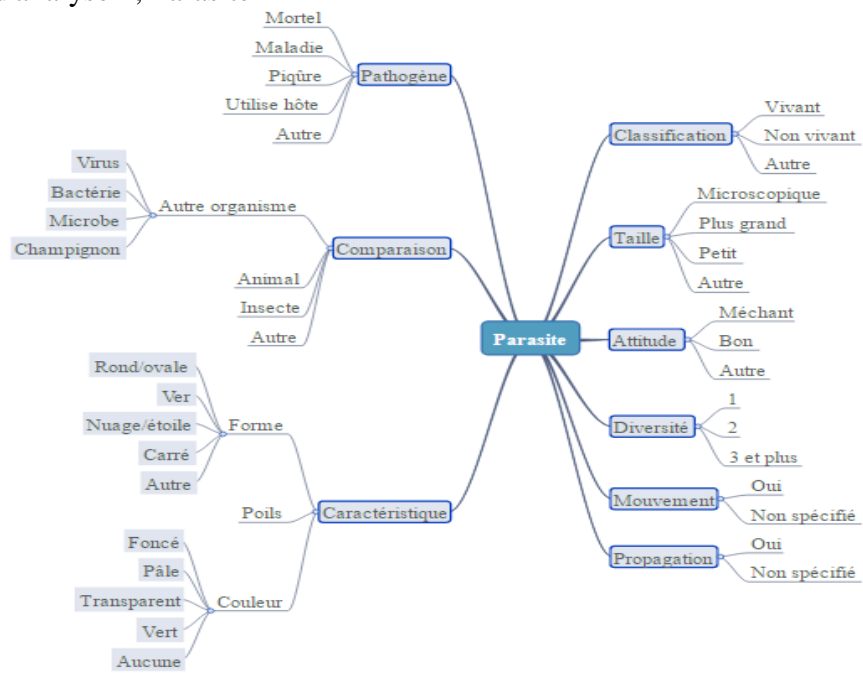 Mortel
Maladie
Piqûre
Utilise hôte
Autre
Pathogène
Virus
Bactérie
Microbe
Champignon
Autre organisme
Animal
Insecte
Autre
Comparaison
Rond/ovale
Ver
Nuage/étoile
Carré
Autre
Forme
Poils
Foncé
Pâle
Transparent
Vert
Aucune
Couleur
Caractéristique
Parasite
Classification
Vivant
Non vivant
Autre
Taille
Microscopique
Plus grand
Petit
Autre
Attitude
Méchant
Bon
Autre
Diversité
1
2
3 et plus
Mouvement
Oui
Non spécifié
Propagation
Oui
Non spécifié